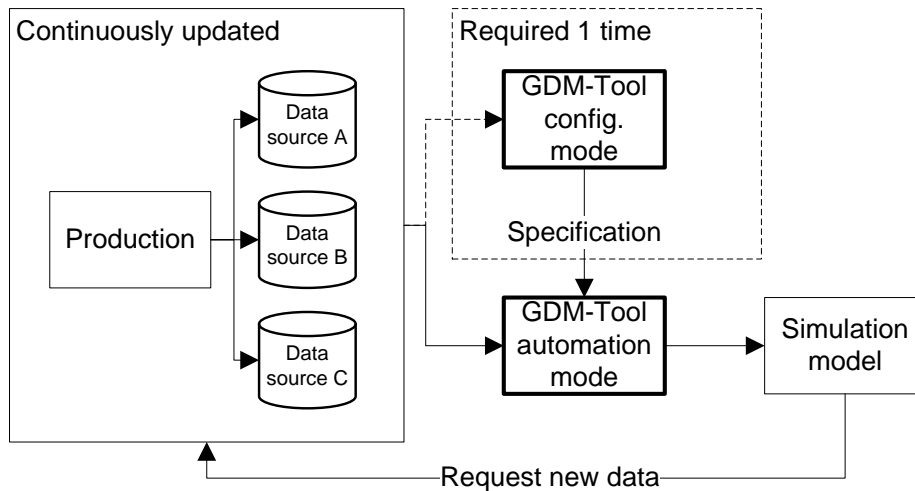 Continuously updated
Required 1 time
Data
source A
GDM-Tool
config.
mode
Production
Data
source B
Specification
Data
source C
GDM-Tool
automation
mode
Simulation
model
Request new data